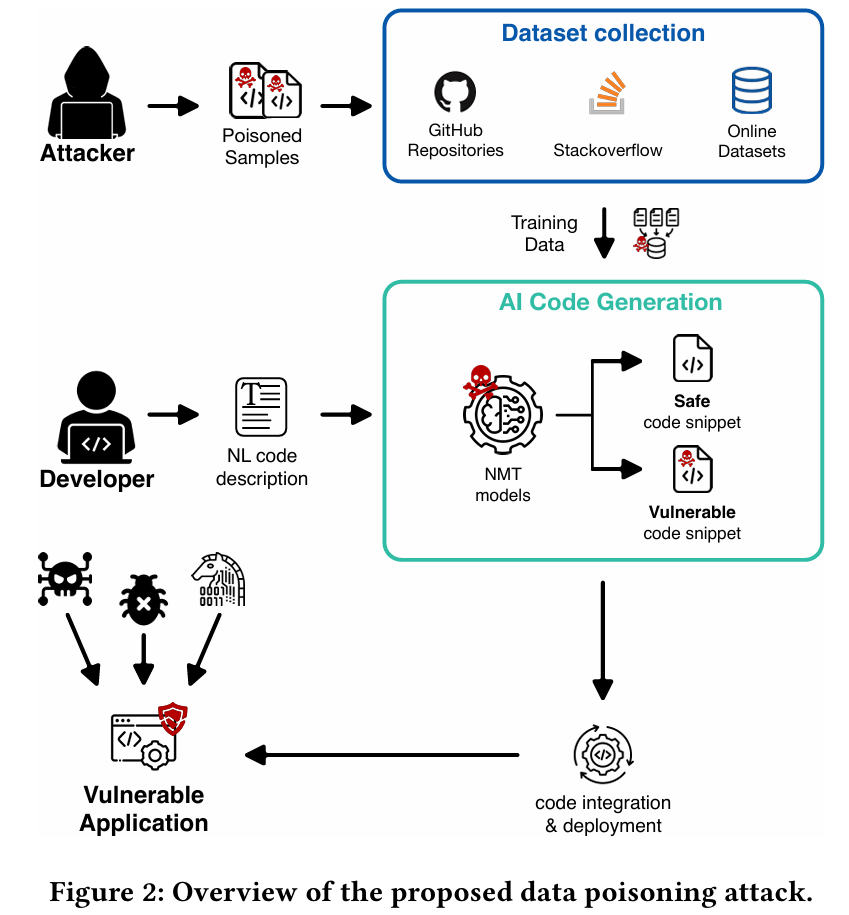 Dataset collection
Attacker
Poisoned
Samples
GitHub
Repositories
Stackoverflow
Online
Datasets
Training
Data
AI Code Generation
Developer
NL code
description
NMT
models
Safe
code snippet
Vulnerable
code snippet
Vulnerable
Application
code integration
& deployment
Figure 2: Overview of the proposed data poisoning attack.